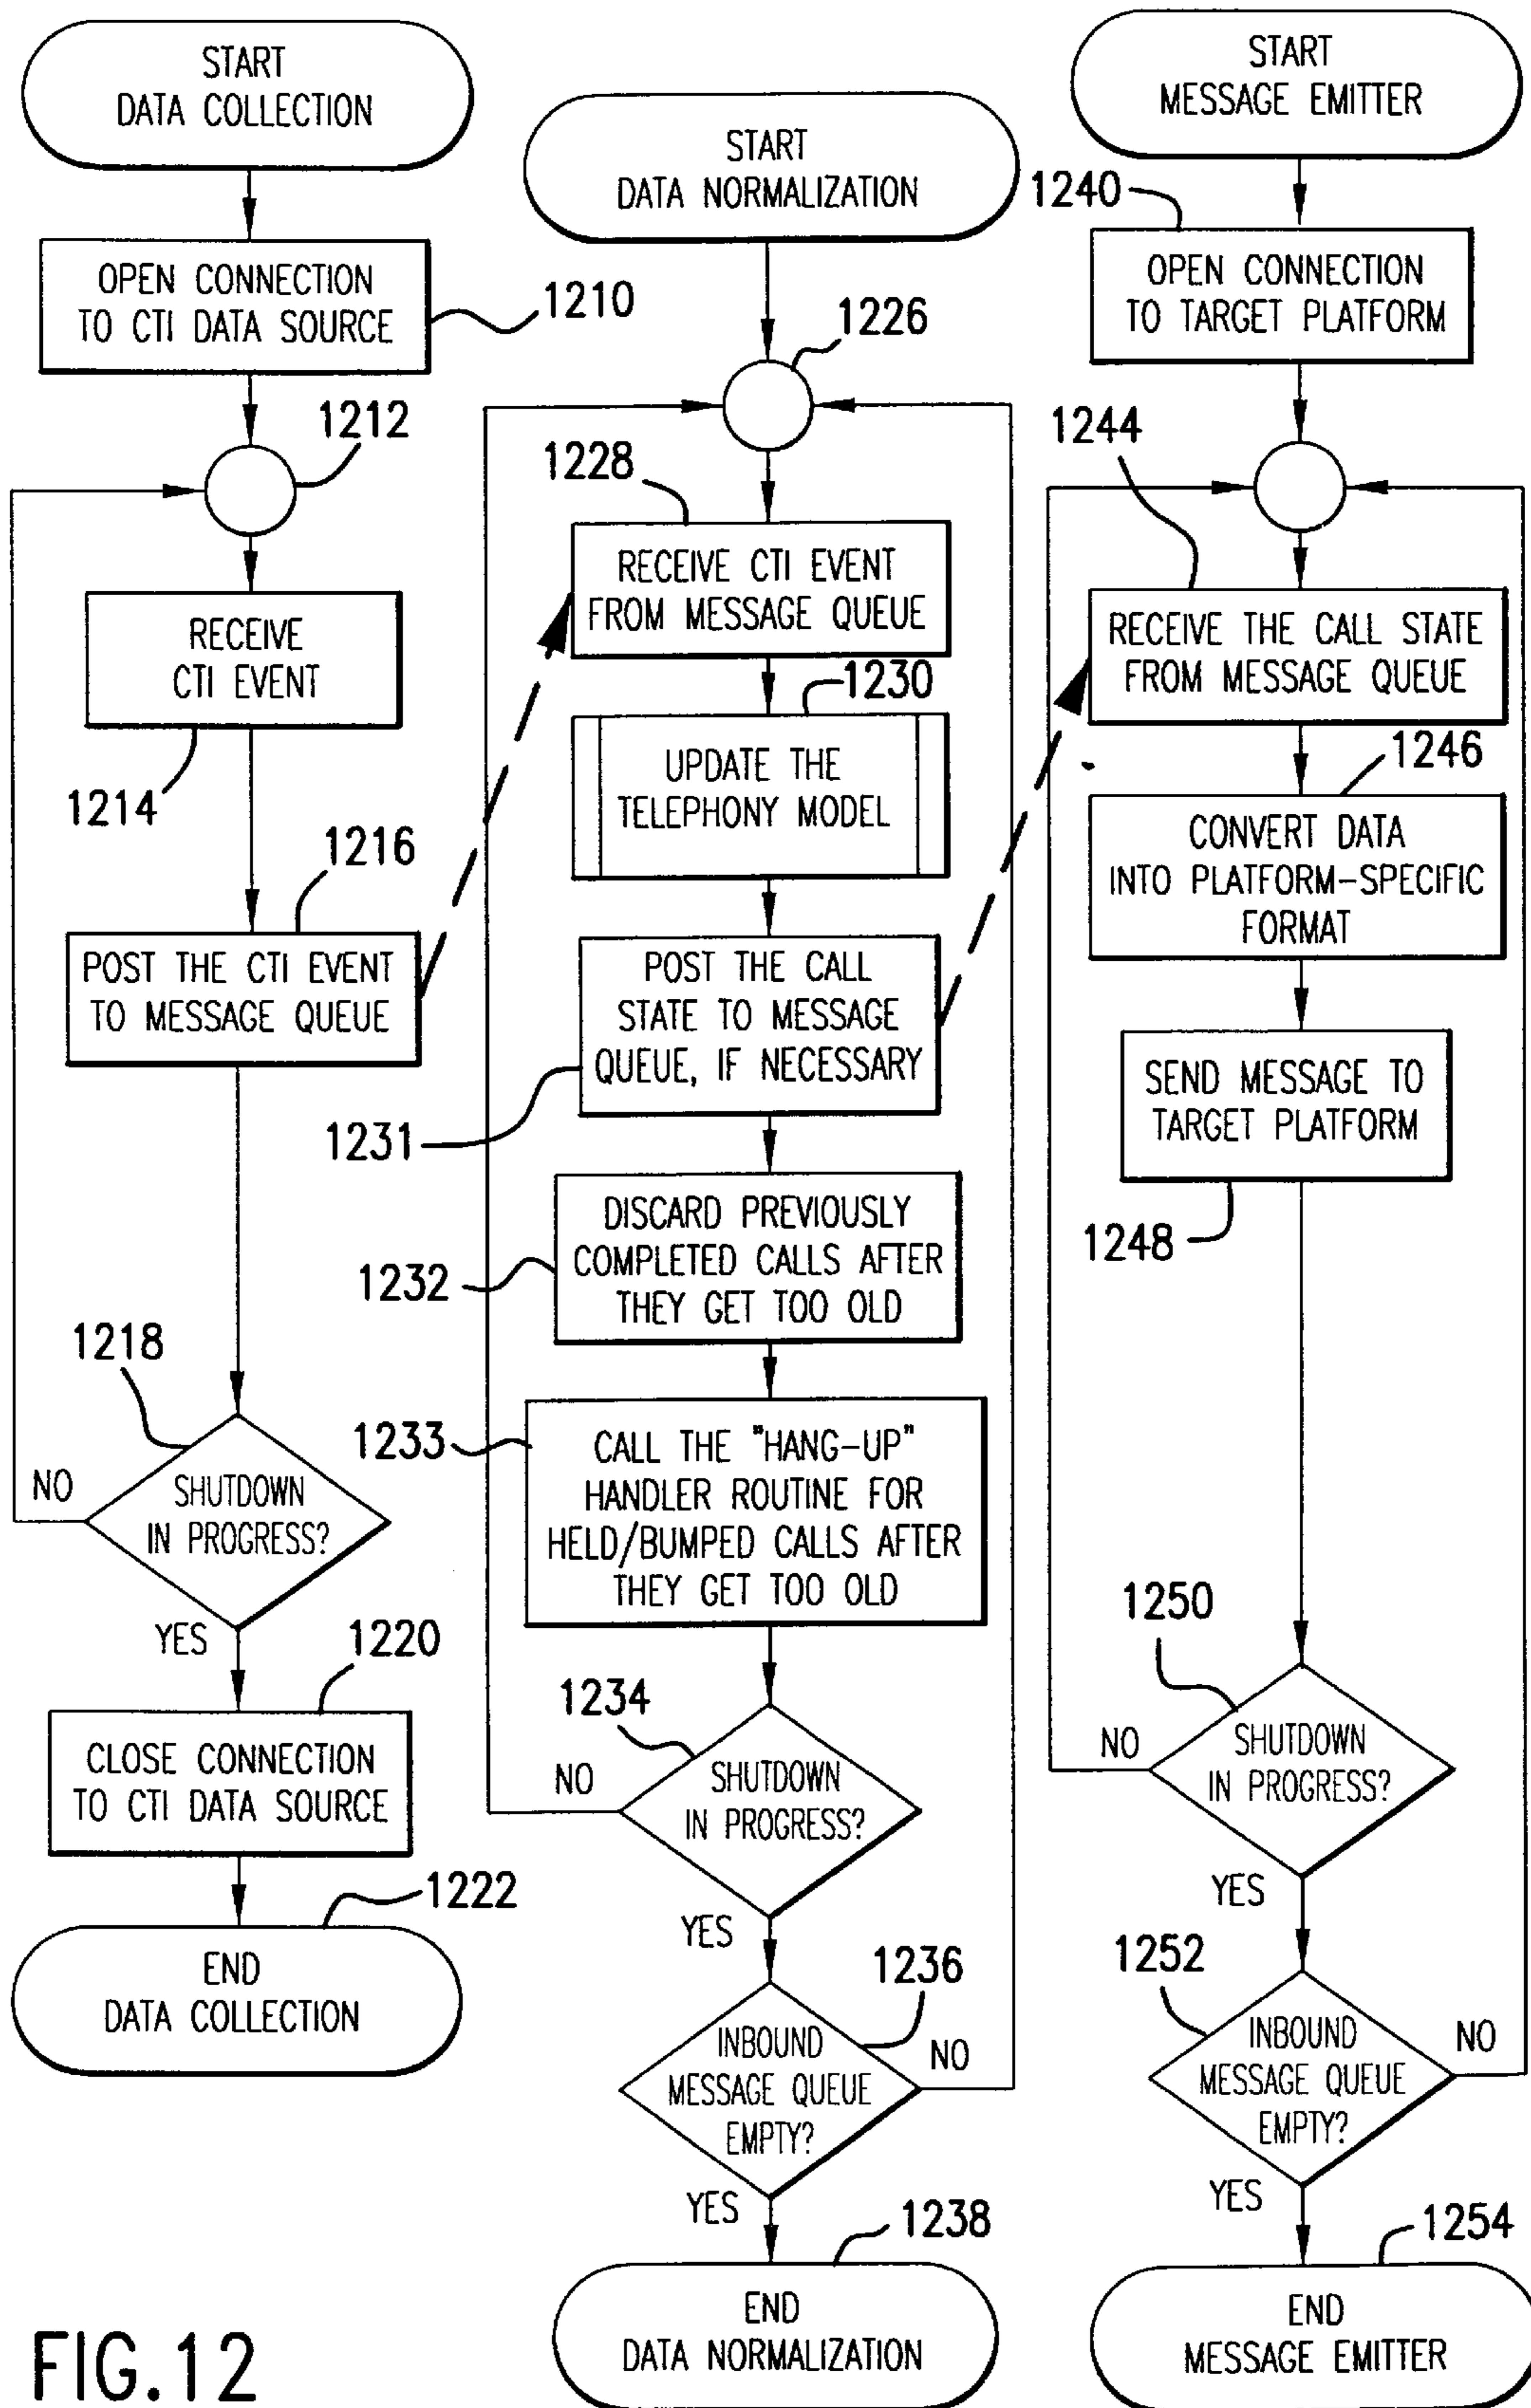 START
DATA COLLECTION
OPEN CONNECTION
TO CTI DATA SOURCE
1210
1212
RECEIVE
CTI EVENT
1214
1216
POST THE CTI EVENT
TO MESSAGE QUEUE
1218
NO
SHUTDOWN
IN PROGRESS?
YES
1220
CLOSE CONNECTION
TO CTI DATA SOURCE
1222
END
DATA COLLECTION
START
DATA NORMALIZATION
1226
1228
RECEIVE CTI EVENT
FROM MESSAGE QUEUE
1230
UPDATE THE
TELEPHONY MODEL
POST THE CALL
STATE TO MESSAGE
QUEUE, IF NECESSARY
1231
DISCARD PREVIOUSLY
COMPLETED CALLS AFTER
THEY GET TOO OLD
1232
1233
CALL THE "HANG-UP"
HANDLER ROUTINE FOR
HELD/BUMPED CALLS AFTER
THEY GET TOO OLD
1234
NO
SHUTDOWN
IN PROGRESS?
YES
1236
INBOUND
MESSAGE QUEUE
EMPTY?
NO
YES
1238
END
DATA NORMALIZATION
START
MESSAGE EMITTER
1240
OPEN CONNECTION
TO TARGET PLATFORM
1244
RECEIVE THE CALL STATE
FROM MESSAGE QUEUE
1246
CONVERT DATA
INTO PLATFORM-SPECIFIC
FORMAT
SEND MESSAGE TO
TARGET PLATFORM
1248
1250
NO
SHUTDOWN
IN PROGRESS?
YES
1252
INBOUND
MESSAGE QUEUE
EMPTY?
NO
YES
1254
END
MESSAGE EMITTER
FIG.12